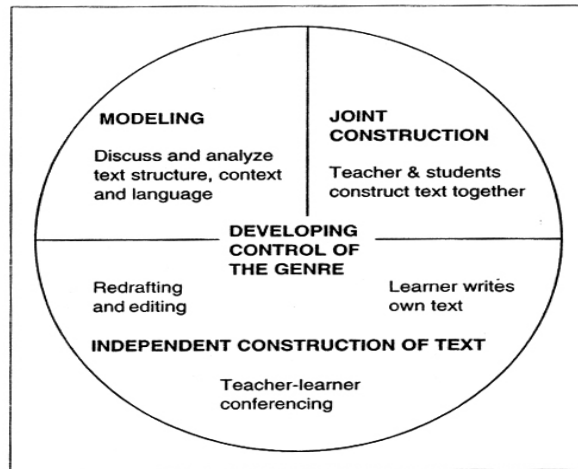 MODELING
Discuss and analyze
text structure, context
and language
JOINT
CONSTRUCTION
Teacher & students
construct text together
DEVELOPING
CONTROL OF
THE GENRE
Redrafting
and editing
Learner writes
own text
INDEPENDENT CONSTRUCTION OF TEXT
Teacher-learner
conferencing